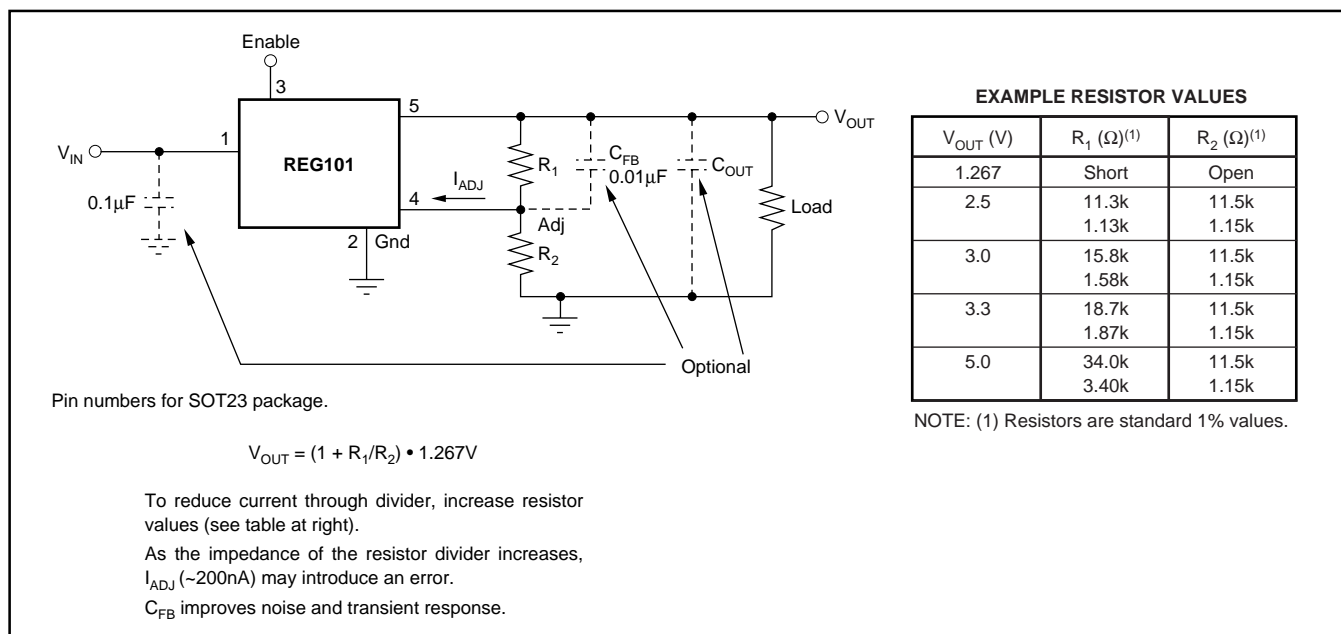 Enable
3
5
V_OUT
1
V_IN
REG101
R_1
C_FB
0.01µF
C_OUT
I_ADJ
4
Load
0.1µF
Adj
2 Gnd
R_2
Optional
Pin numbers for SOT23 package.
V_OUT = (1 + R_1/R_2) • 1.267V
To reduce current through divider, increase resistor
values (see table at right).
As the impedance of the resistor divider increases,
I_ADJ (~200nA) may introduce an error.
C_FB improves noise and transient response.
EXAMPLE RESISTOR VALUES
V_OUT (V) R_1 (Ω)(1) R_2 (Ω)(1)
1.267 Short Open
2.5 11.3k 11.5k
1.13k 1.15k
3.0 15.8k 11.5k
1.58k 1.15k
3.3 18.7k 11.5k
1.87k 1.15k
5.0 34.0k 11.5k
3.40k 1.15k
NOTE: (1) Resistors are standard 1% values.